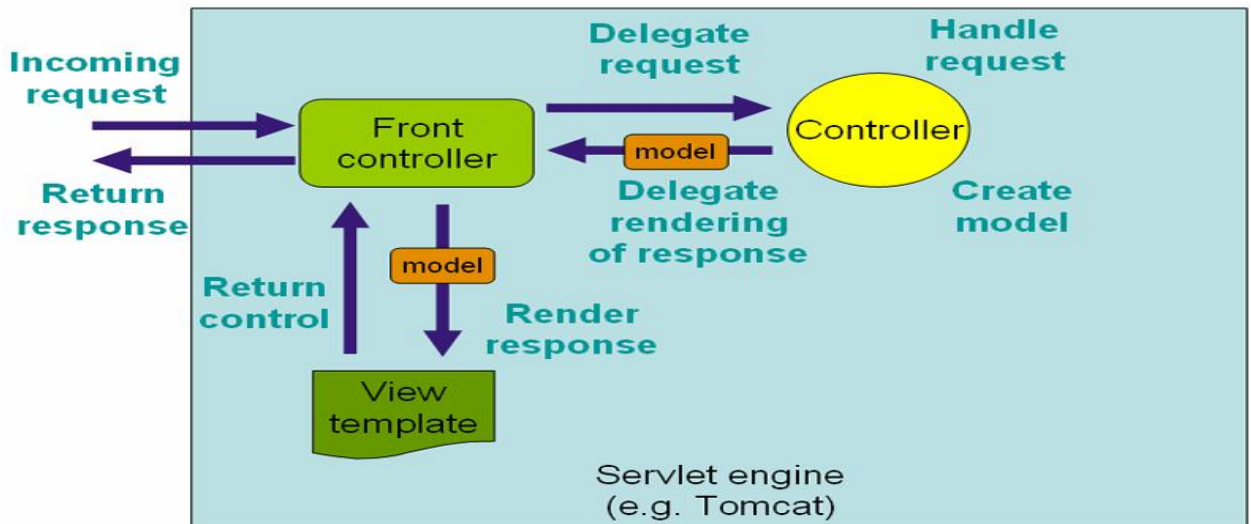 Incoming
request
Return
response
Front
controller
Delegate
request
Handle
request
Controller
model
Delegate
rendering
of response
Create
model
model
Return
control
Render
response
View
template
Servlet engine
(e.g. Tomcat)